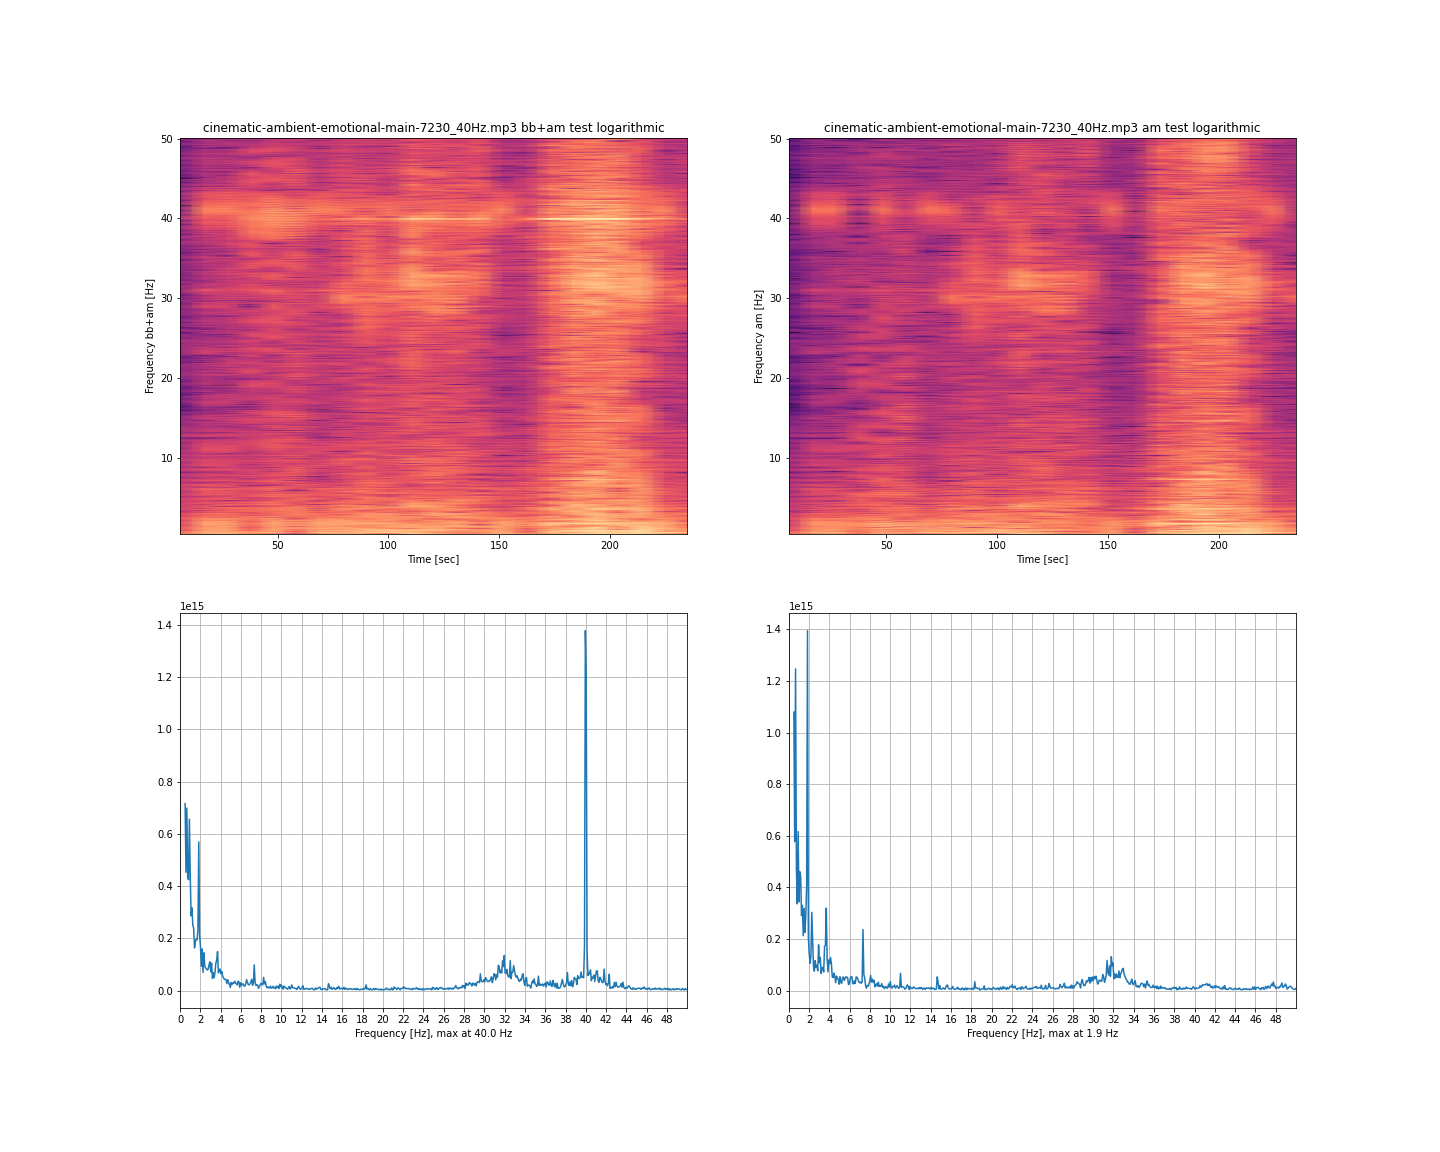 cinematic-ambient-emotional-main-7230_40Hz.mp3 bb+am test logarithmic
50
40
30
20
10
Frequency bb+am [Hz]
50 100 150 200
Time [sec]
cinematic-ambient-emotional-main-7230_40Hz.mp3 am test logarithmic
50
40
30
20
10
Frequency am [Hz]
50 100 150 200
Time [sec]
1e15
1.4
1.2
1.0
0.8
0.6
0.4
0.2
0.0
0 2 4 6 8 10 12 14 16 18 20 22 24 26 28 30 32 34 36 38 40 42 44 46 48
Frequency [Hz], max at 40.0 Hz
1e15
1.4
1.2
1.0
0.8
0.6
0.4
0.2
0.0
0 2 4 6 8 10 12 14 16 18 20 22 24 26 28 30 32 34 36 38 40 42 44 46 48
Frequency [Hz], max at 1.9 Hz